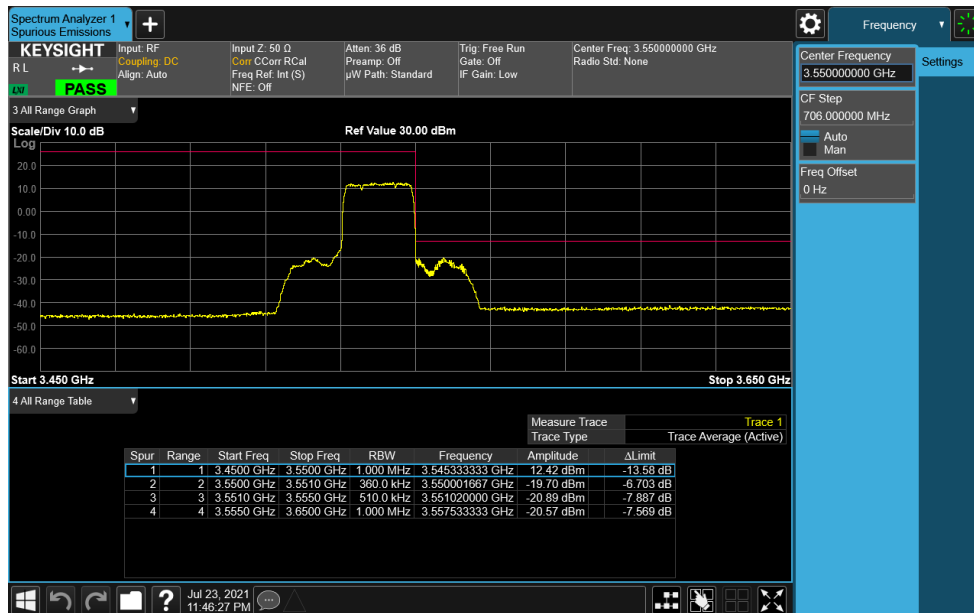 Spectrum Analyzer 1
Spurious Emissions
Frequency
KEYSIGHT
R L
LXI
PASS
Input: RF
Coupling: DC
Align: Auto
Input Z: 50 Ω
Corr CCorr RCal
Freq Ref: Int (S)
NFE: Off
Atten: 36 dB
Preamp: Off
µW Path: Standard
Trig: Free Run
Gate: Off
IF Gain: Low
Center Freq: 3.550000000 GHz
Radio Std: None
Center Frequency
3.550000000 GHz
Settings
CF Step
706.000000 MHz
Auto
Man
Freq Offset
0 Hz
3 All Range Graph
Scale/Div 10.0 dB
Ref Value 30.00 dBm
Log
20.0
10.0
0.00
-10.0
-20.0
-30.0
-40.0
-50.0
-60.0
Start 3.450 GHz
Stop 3.650 GHz
4 All Range Table
Measure Trace Trace 1
Trace Type Trace Average (Active)
Spur Range Start Freq Stop Freq RBW Frequency Amplitude ΔLimit
1 1 3.4500 GHz 3.5500 GHz 1.000 MHz 3.545333333 GHz 12.42 dBm -13.58 dB
2 2 3.5500 GHz 3.5510 GHz 360.0 kHz 3.550001667 GHz -19.70 dBm -6.703 dB
3 3 3.5510 GHz 3.5550 GHz 510.0 kHz 3.551020000 GHz -20.89 dBm -7.887 dB
4 4 3.5550 GHz 3.6500 GHz 1.000 MHz 3.557533333 GHz -20.57 dBm -7.569 dB
?
Jul 23, 2021
11:46:27 PM